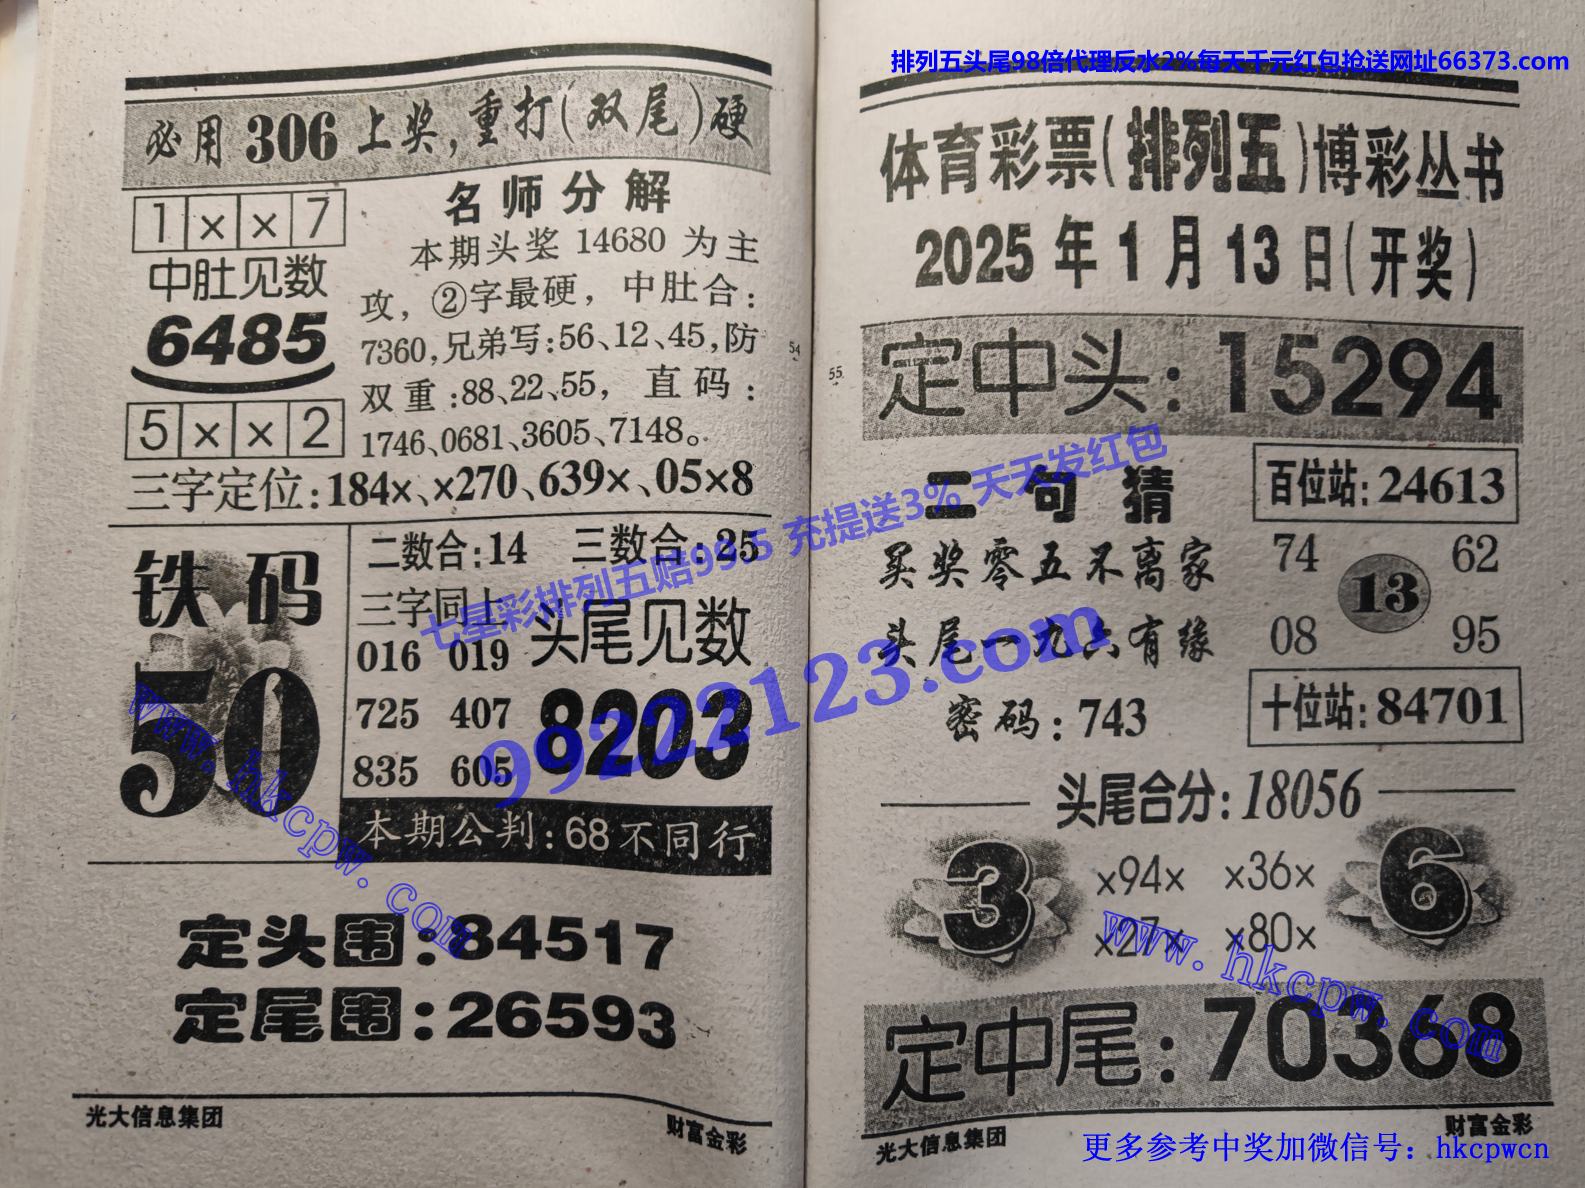 必用306上奖,重打(双尾)硬
1××7
中肚见数
6485
5××2
名师分解
本期头奖 14680 为主
攻,②字最硬,中肚合:
7360,兄弟写:56、12、45,防
双重:88、22、55,直码:
1746、0681、3605、7148。
三字定位:184×、×270、639×、05×8
铁码
50
二数合:14 三数合:25
三字同上
016 019
725 407
835 605
头尾见数
8203
本期公判:68不同行
定头围:84517
定尾围:26593
光大信息集团
财富金彩
54
排列五头尾98倍代理反水2%每天千元红包抢送网址66373.com
体育彩票(排列五)博彩丛书
2025年1月13日(开奖)
定中头:15294
55
二句猜
买奖零五不离家
头尾一九六有缘
密码:743
百位站:24613
74 62
13
08 95
十位站:84701
头尾合分:18056
3
×94× ×36×
×27× ×80×
6
定中尾:70368
光大信息集团
财富金彩
七星彩排列五赔99.5 充提送3% 天天发红包
99222123.com
www.hkcpw.com
www.hkcpw.com
更多参考中奖加微信号:hkcpwcn